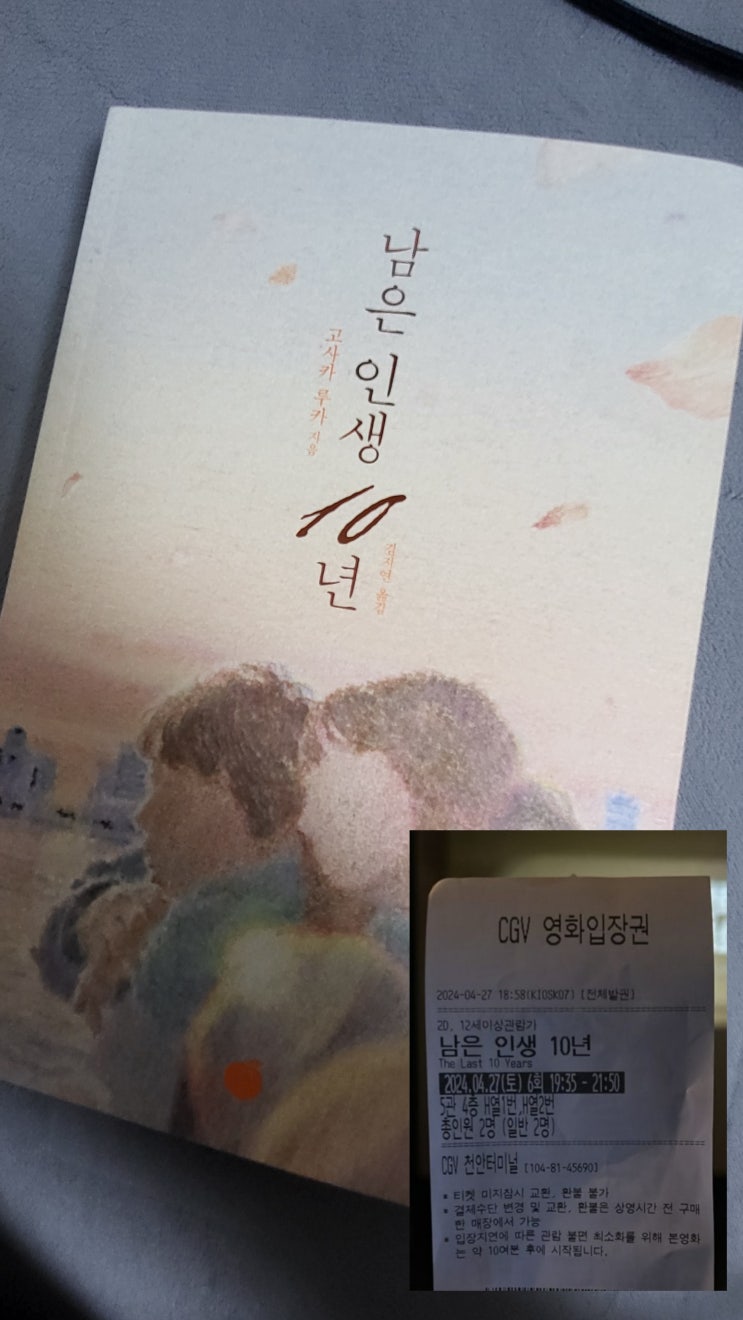 남은 인생 10년
고사카 루카 지음
김지연 옮김
CGV 영화입장권
2024-04-27 18:58(KIOSK07) [전체발권]
2D, 12세이상관람가
남은 인생 10년
The Last 10 Years
2024.04.27(토) 6회 19:35 - 21:50
5관 4층 H열1번,H열2번
총인원 2명 (일반 2명)
CGV 천안터미널 [104-81-45690]
* 티켓 미지참시 교환, 환불 불가
* 결제수단 변경 및 교환, 환불은 상영시간 전 구매
한 매장에서 가능
* 입장지연에 따른 관람 불편 최소화를 위해 본영화
는 약 10여분 후에 시작됩니다.